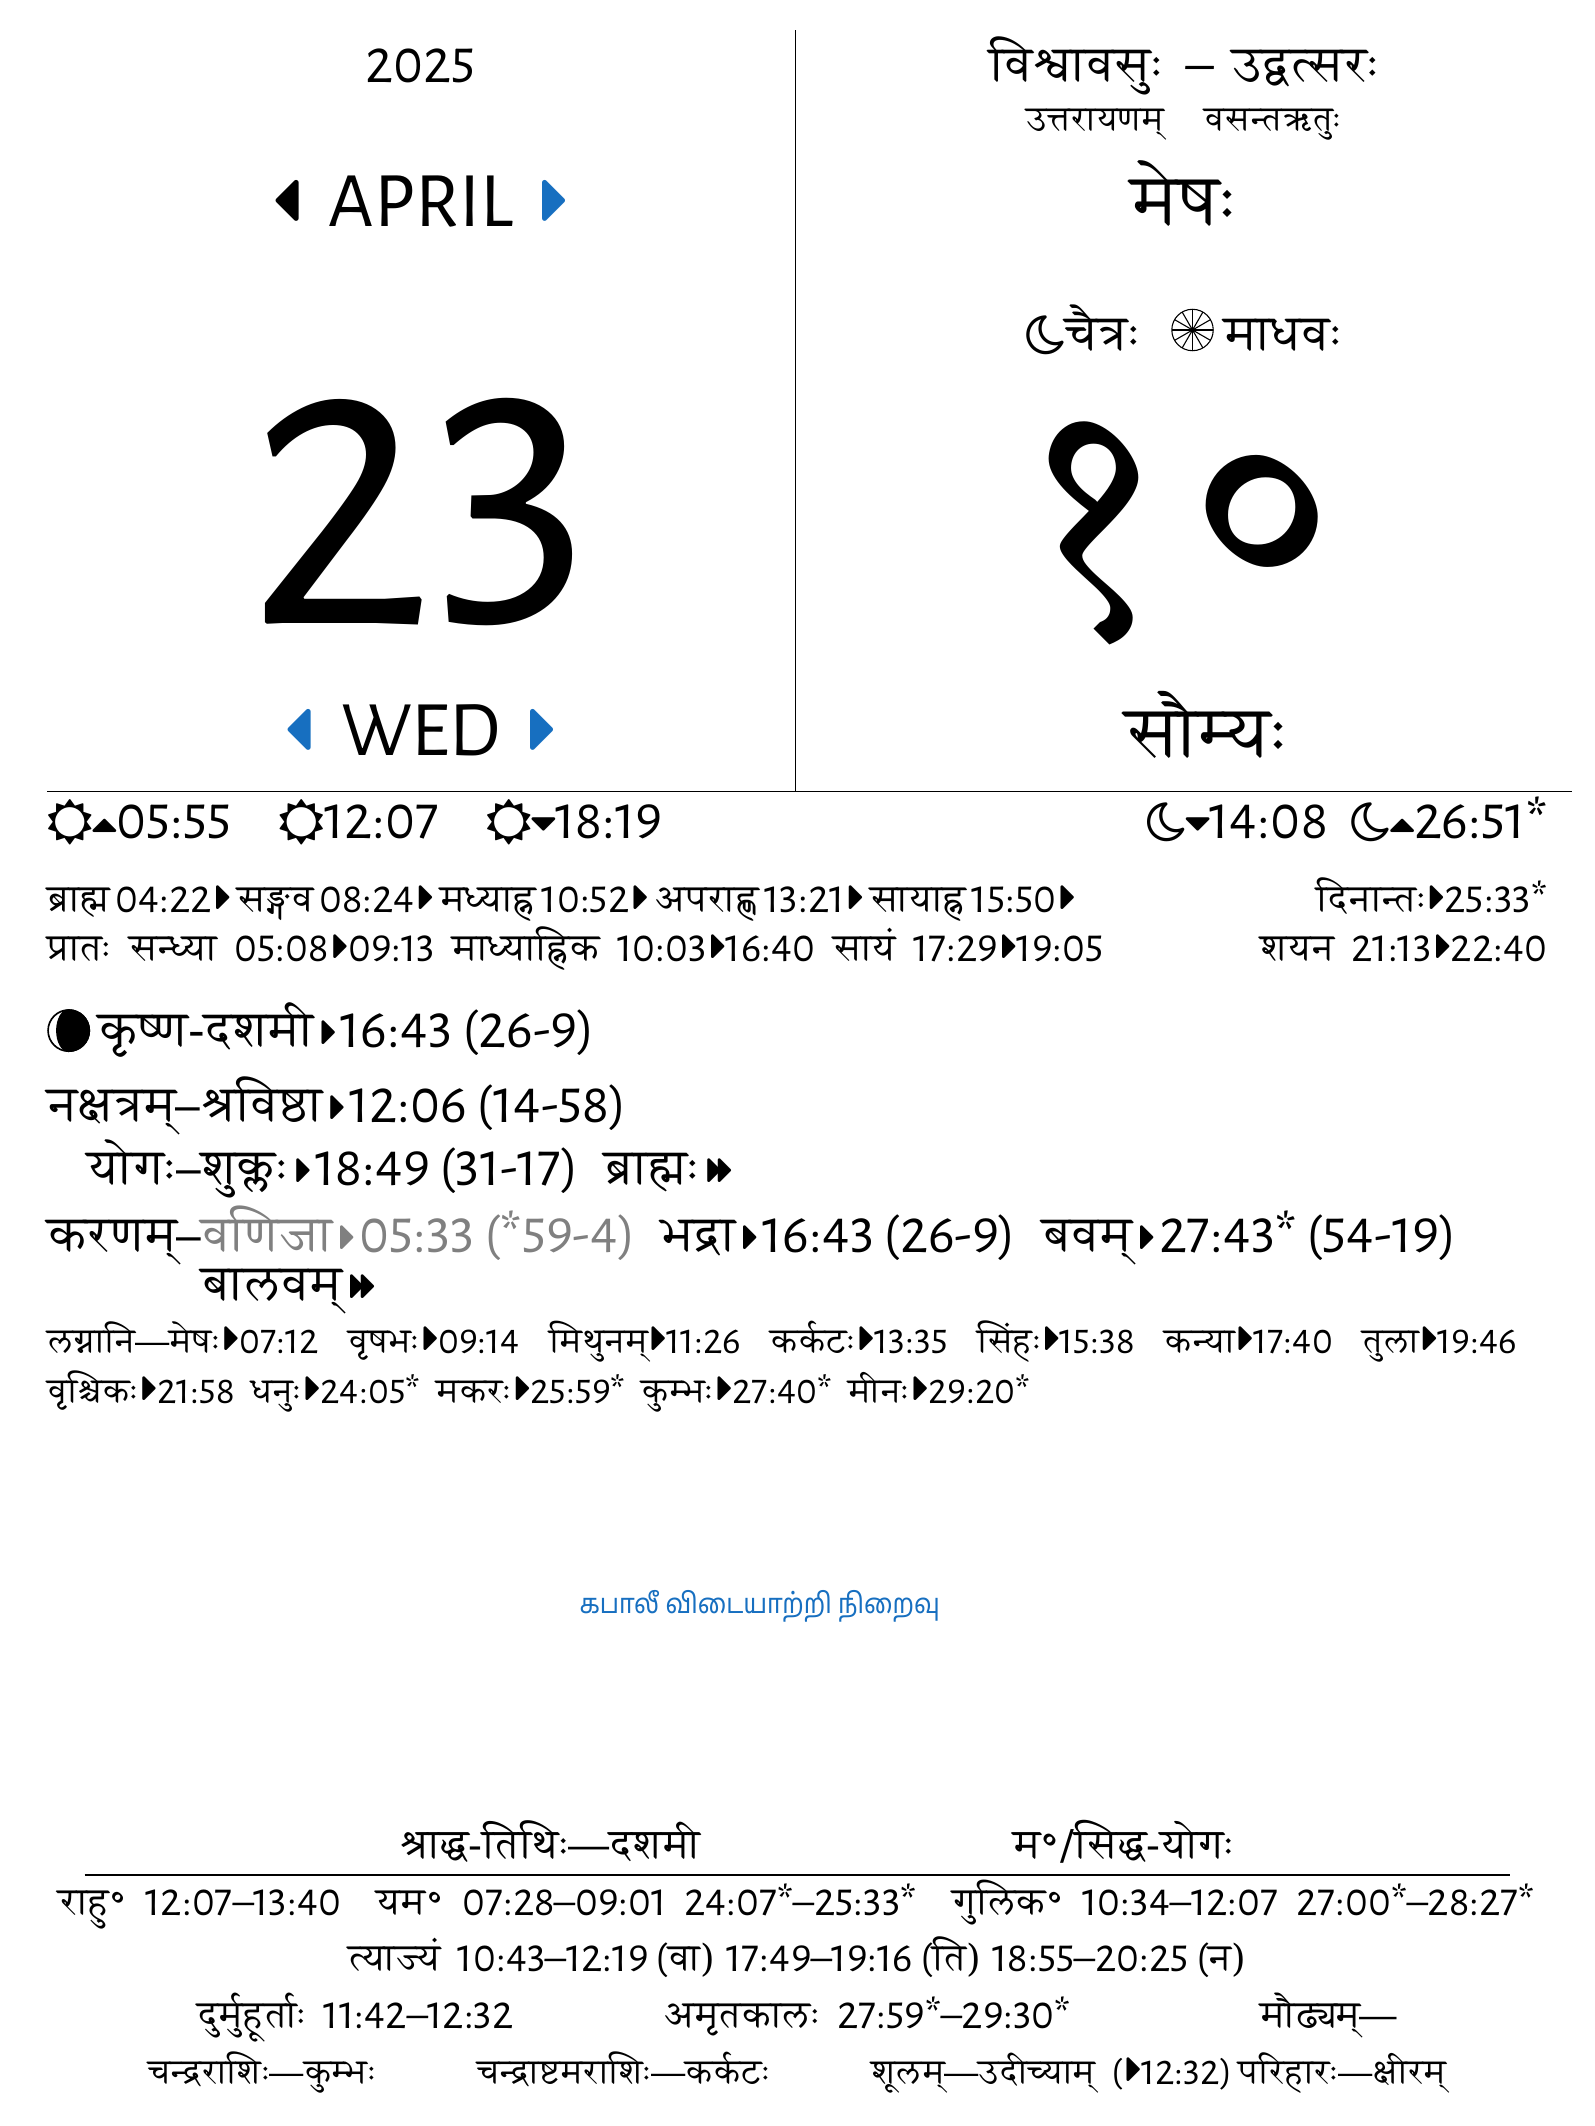 2025
APRIL
23
WED
विश्वावसुः – उद्वत्सरः
उत्तरायणम् वसन्तऋतुः
मेषः
चैत्रः माधवः
१०
सौम्यः
05:55 12:07 18:19 14:08 26:51*
ब्राह्म 04:22 सङ्गव 08:24 मध्याह्न 10:52 अपराह्ण 13:21 सायाह्न 15:50 दिनान्तः 25:33*
प्रातः सन्ध्या 05:08 09:13 माध्याह्निक 10:03 16:40 सायं 17:29 19:05 शयन 21:13 22:40
कृष्ण-दशमी 16:43 (26-9)
नक्षत्रम्–श्रविष्ठा 12:06 (14-58)
योगः–शुक्लः 18:49 (31-17) ब्राह्मः
करणम्–वणिजा 05:33 (*59-4) भद्रा 16:43 (26-9) बवम् 27:43* (54-19)
बालवम्
लग्नानि—मेषः 07:12 वृषभः 09:14 मिथुनम् 11:26 कर्कटः 13:35 सिंहः 15:38 कन्या 17:40 तुला 19:46
वृश्चिकः 21:58 धनुः 24:05* मकरः 25:59* कुम्भः 27:40* मीनः 29:20*
கபாலீ விடையாற்றி நிறைவு
श्राद्ध-तिथिः—दशमी म॰/सिद्ध-योगः
राहु॰ 12:07–13:40 यम॰ 07:28–09:01 24:07*–25:33* गुलिक॰ 10:34–12:07 27:00*–28:27*
त्याज्यं 10:43–12:19 (वा) 17:49–19:16 (ति) 18:55–20:25 (न)
दुर्मुहूर्ताः 11:42–12:32 अमृतकालः 27:59*–29:30* मौढ्यम्—
चन्द्रराशिः—कुम्भः चन्द्राष्टमराशिः—कर्कटः शूलम्—उदीच्याम् (12:32) परिहारः—क्षीरम्